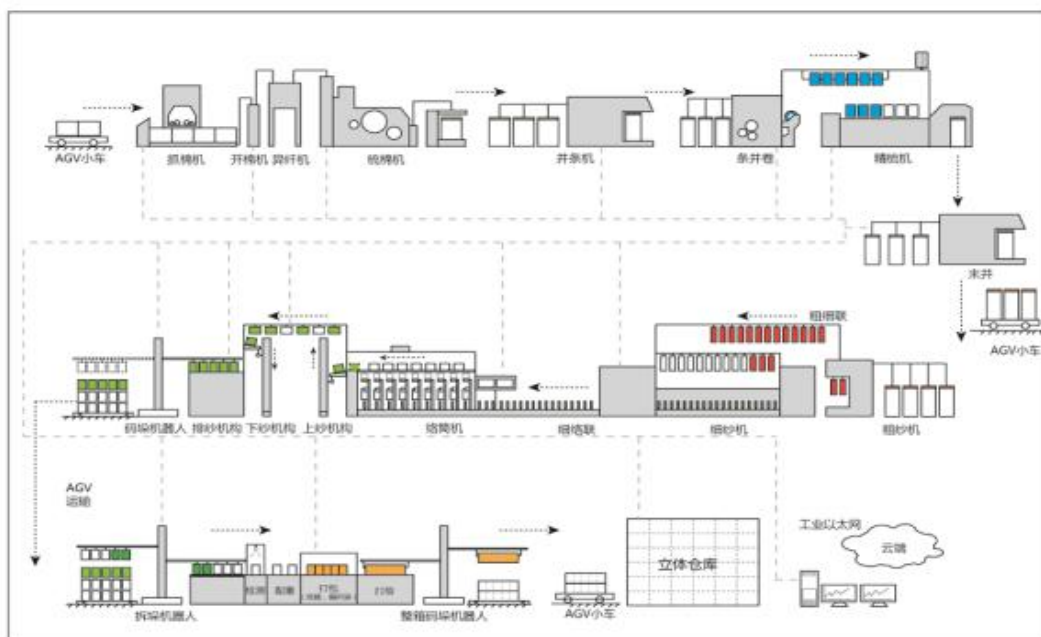 AGV小车
抓棉机
开棉机
异纤机
梳棉机
并条机
条并卷
精梳机
末并
AGV小车
粗细联
码垛机器人
排纱机构
下纱机构
上纱机构
络筒机
细络联
细纱机
粗纱机
AGV
运输
工业以太网
云端
立体仓库
检测
配重
打包
打包
拆垛机器人
整箱码垛机器人
AGV小车